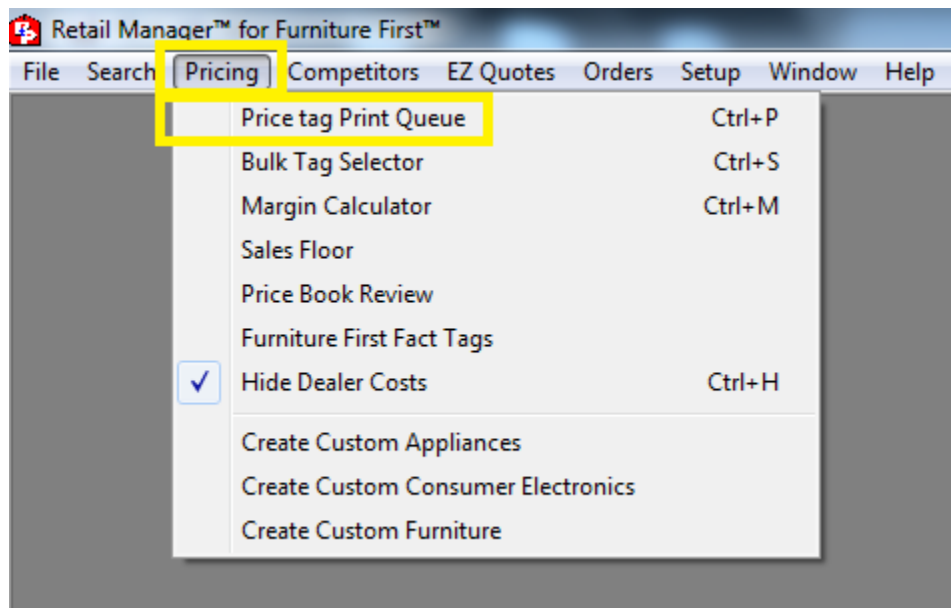 Retail Manager™ for Furniture First™
File Search Pricing Competitors EZ Quotes Orders Setup Window Help
Price tag Print Queue Ctrl+P
Bulk Tag Selector Ctrl+S
Margin Calculator Ctrl+M
Sales Floor
Price Book Review
Furniture First Fact Tags
Hide Dealer Costs Ctrl+H
Create Custom Appliances
Create Custom Consumer Electronics
Create Custom Furniture